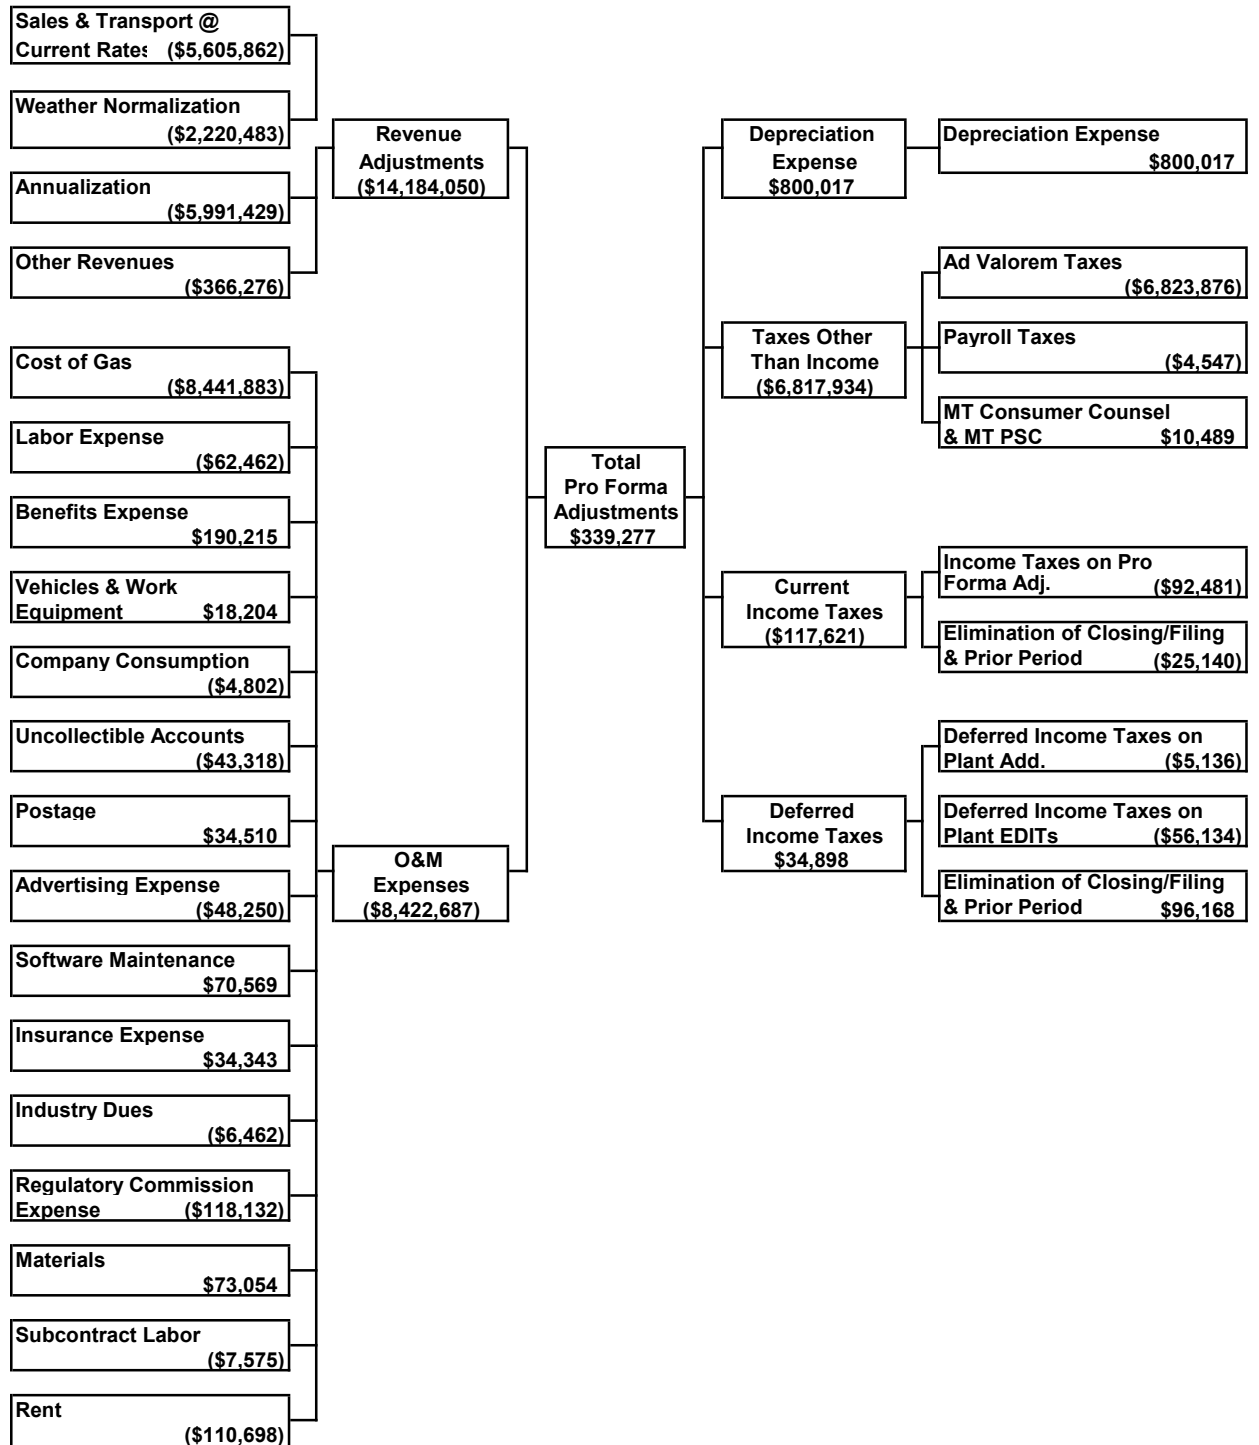 Sales & Transport @
Current Rates ($5,605,862)
Weather Normalization
($2,220,483)
Annualization
($5,991,429)
Other Revenues
($366,276)
Cost of Gas
($8,441,883)
Labor Expense
($62,462)
Benefits Expense
$190,215
Vehicles & Work
Equipment $18,204
Company Consumption
($4,802)
Uncollectible Accounts
($43,318)
Postage
$34,510
Advertising Expense
($48,250)
Software Maintenance
$70,569
Insurance Expense
$34,343
Industry Dues
($6,462)
Regulatory Commission
Expense ($118,132)
Materials
$73,054
Subcontract Labor
($7,575)
Rent
($110,698)
Revenue
Adjustments
($14,184,050)
O&M
Expenses
($8,422,687)
Total
Pro Forma
Adjustments
$339,277
Depreciation
Expense
$800,017
Taxes Other
Than Income
($6,817,934)
Current
Income Taxes
($117,621)
Deferred
Income Taxes
$34,898
Depreciation Expense
$800,017
Ad Valorem Taxes
($6,823,876)
Payroll Taxes
($4,547)
MT Consumer Counsel
& MT PSC $10,489
Income Taxes on Pro
Forma Adj. ($92,481)
Elimination of Closing/Filing
& Prior Period ($25,140)
Deferred Income Taxes on
Plant Add. ($5,136)
Deferred Income Taxes on
Plant EDITs ($56,134)
Elimination of Closing/Filing
& Prior Period $96,168